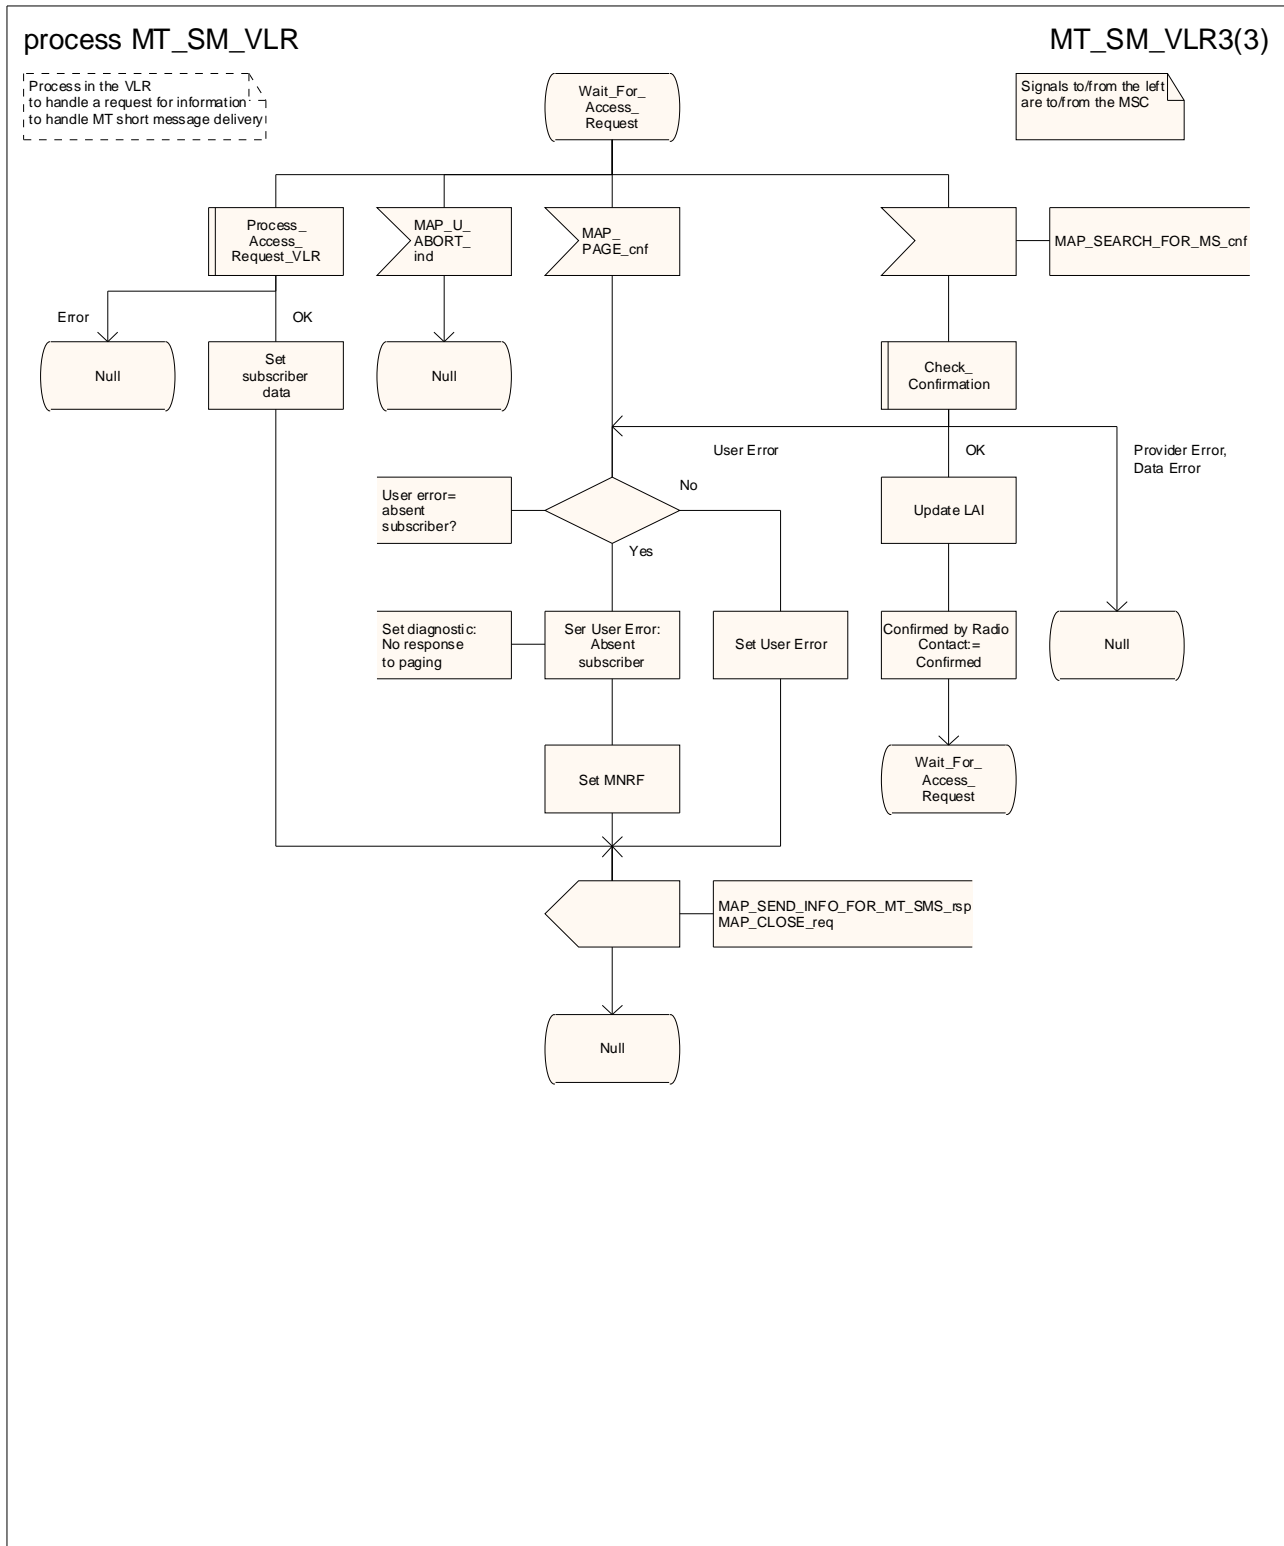 process MT_SM_VLR
MT_SM_VLR3(3)
Process in the VLR
to handle a request for information
to handle MT short message delivery
Wait_For_
Access_
Request
Signals to/from the left
are to/from the MSC
Process_
Access_
Request_VLR
MAP_U_
ABORT_
ind
MAP_
PAGE_cnf
MAP_SEARCH_FOR_MS_cnf
Error
OK
Null
Set
subscriber
data
Null
Check_
Confirmation
User Error
OK
Provider Error,
Data Error
No
User error=
absent
subscriber?
Update LAI
Yes
Set diagnostic:
No response
to paging
Ser User Error:
Absent
subscriber
Set User Error
Confirmed by Radio
Contact:=
Confirmed
Null
Set MNRF
Wait_For_
Access_
Request
MAP_SEND_INFO_FOR_MT_SMS_rsp
MAP_CLOSE_req
Null